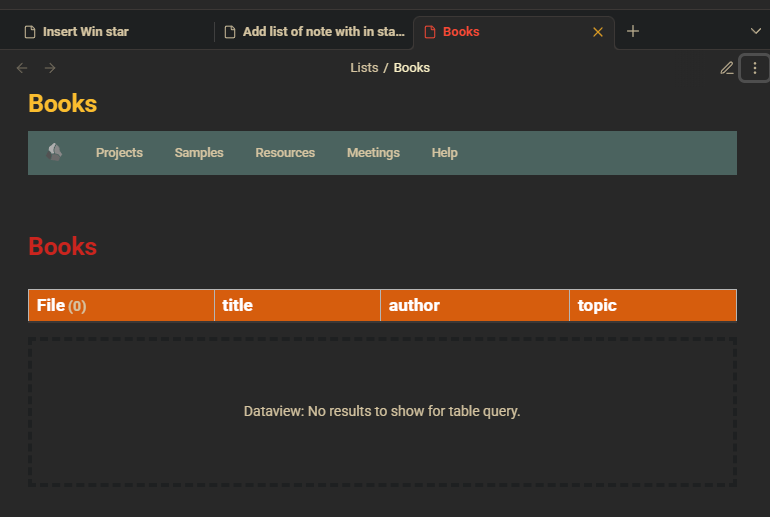 Insert Win star
Add list of note with in sta...
Books
Lists / Books
Books
Projects Samples Resources Meetings Help
Books
File (0) title author topic
Dataview: No results to show for table query.